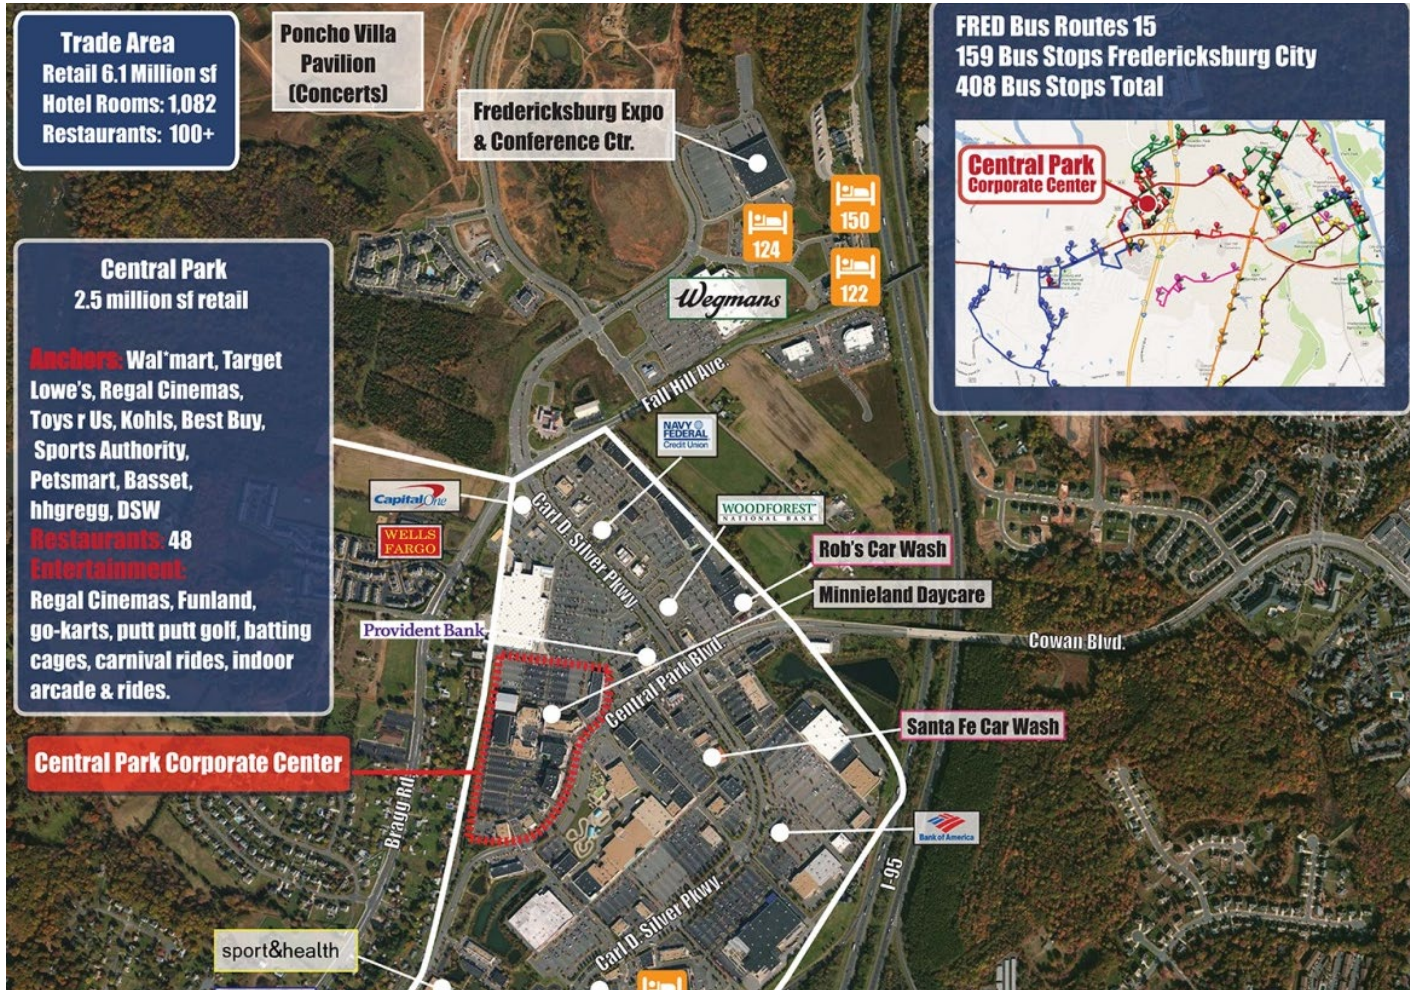 Trade Area
Retail 6.1 Million sf
Hotel Rooms: 1,082
Restaurants: 100+
Poncho Villa
Pavilion
(Concerts)
Fredericksburg Expo
& Conference Ctr.
FRED Bus Routes 15
159 Bus Stops Fredericksburg City
408 Bus Stops Total
Central Park
Corporate Center
150
124
122
Wegmans
Central Park
2.5 million sf retail
Anchors: Wal*mart, Target
Lowe's, Regal Cinemas,
Toys r Us, Kohls, Best Buy,
Sports Authority,
Petsmart, Basset,
hhgregg, DSW
Restaurants: 48
Entertainment:
Regal Cinemas, Funland,
go-karts, putt putt golf, batting
cages, carnival rides, indoor
arcade & rides.
Fall Hill Ave.
NAVY
FEDERAL
Credit Union
Capital One
WELLS
FARGO
Carl D. Silver Pkwy.
WOODFOREST
NATIONAL BANK
Rob's Car Wash
Minnieland Daycare
Provident Bank
Central Park Blvd.
Cowan Blvd.
Santa Fe Car Wash
Central Park Corporate Center
Bragg Rd.
Bank of America
I-95
Carl D. Silver Pkwy.
sport&health